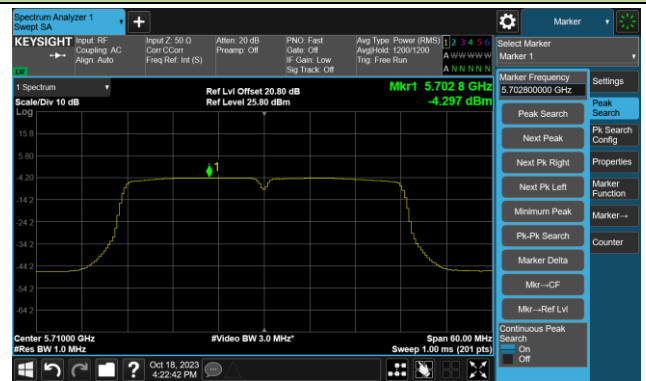 Spectrum Analyzer 1
Swept SA
Marker
KEYSIGHT
Input: RF
Coupling: AC
Align: Auto
Input Z: 50 Ω
Corr CCorr
Freq Ref: Int (S)
Atten: 20 dB
Preamp: Off
PNO: Fast
Gate: Off
IF Gain: Low
Sig Track: Off
Avg Type: Power (RMS)
Avg|Hold: 1200/1200
Trig: Free Run
1 2 3 4 5 6
A W W W W W
A N N N N N
LW
Select Marker
Marker 1
1 Spectrum
Scale/Div 10 dB
Log
Ref Lvl Offset 20.80 dB
Ref Level 25.80 dBm
Mkr1 5.702 8 GHz
-4.297 dBm
15.8
5.80
-4.20
-14.2
-24.2
-34.2
-44.2
-54.2
-64.2
1
Center 5.71000 GHz
#Res BW 1.0 MHz
#Video BW 3.0 MHz*
Span 60.00 MHz
Sweep 1.00 ms (201 pts)
Marker Frequency
5.702800000 GHz
Peak Search
Next Peak
Next Pk Right
Next Pk Left
Minimum Peak
Pk-Pk Search
Marker Delta
Mkr→CF
Mkr→Ref Lvl
Continuous Peak
Search
On
Off
Settings
Peak
Search
Pk Search
Config
Properties
Marker
Function
Marker→
Counter
Oct 18, 2023
4:22:42 PM